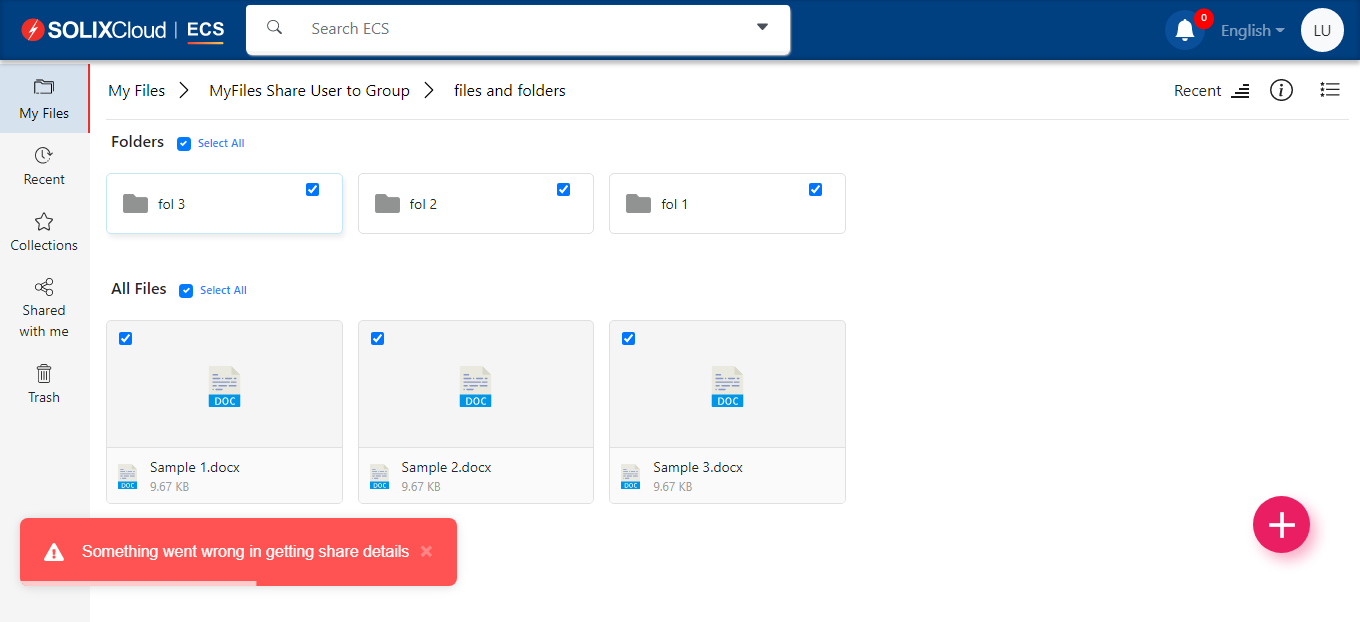 SOLIXCloud | ECS
Search ECS
0
English
LU
My Files
Recent
Collections
Shared
with me
Trash
My Files
MyFiles Share User to Group
files and folders
Recent
Folders
Select All
fol 3
fol 2
fol 1
All Files
Select All
DOC
DOC
DOC
DOC
Sample 1.docx
9.67 KB
DOC
Sample 2.docx
9.67 KB
DOC
Sample 3.docx
9.67 KB
Something went wrong in getting share details